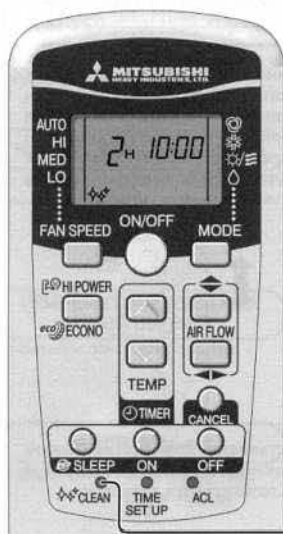 MITSUBISHI
HEAVY INDUSTRIES, LTD.
AUTO
HI
MED
LO
2H 10:00
FAN SPEED
ON/OFF
MODE
HI POWER
eco ECONO
AIR FLOW
TEMP
TIMER
CANCEL
SLEEP ON OFF
CLEAN
TIME
SET UP
ACL